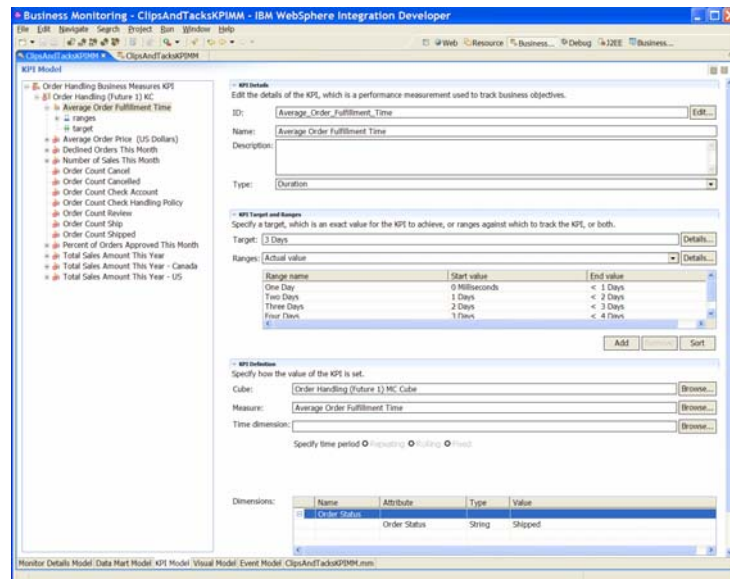 Business Monitoring - ClipsAndTacksKPIMM - IBM WebSphere Integration Developer
File Edit Navigate Search Project Run Window Help
Web Resource Business... Debug J2EE Business...
ClipsAndTacksKPIMM ClipsAndTacksKPIMM
KPI Model
Order Handling Business Measures KPI
Order Handling (Future 1) KC
Average Order Fulfillment Time
ranges
target
Average Order Price (US Dollars)
Declined Orders This Month
Number of Sales This Month
Order Count Cancel
Order Count Cancelled
Order Count Check Account
Order Count Check Handling Policy
Order Count Review
Order Count Ship
Order Count Shipped
Percent of Orders Approved This Month
Total Sales Amount This Year
Total Sales Amount This Year - Canada
Total Sales Amount This Year - US
KPI Details
Edit the details of the KPI, which is a performance measurement used to track business objectives.
ID: Average_Order_Fulfillment_Time Edit...
Name: Average Order Fulfillment Time
Description:
Type: Duration
KPI Target and Ranges
Specify a target, which is an exact value for the KPI to achieve, or ranges against which to track the KPI, or both.
Target: 3 Days Details...
Ranges: Actual value Details...
Range name Start value End value
One Day 0 Milliseconds < 1 Days
Two Days 1 Days < 2 Days
Three Days 2 Days < 3 Days
Four Days 3 Days < 4 Days
Add Remove Sort
KPI Definition
Specify how the value of the KPI is set.
Cube: Order Handling (Future 1) MC Cube Browse...
Measure: Average Order Fulfillment Time Browse...
Time dimension: Browse...
Specify time period Repeating Rolling Fixed
Dimensions: Name Attribute Type Value
Order Status
Order Status String Shipped
Monitor Details Model Data Mart Model KPI Model Visual Model Event Model ClipsAndTacksKPIMM.mm